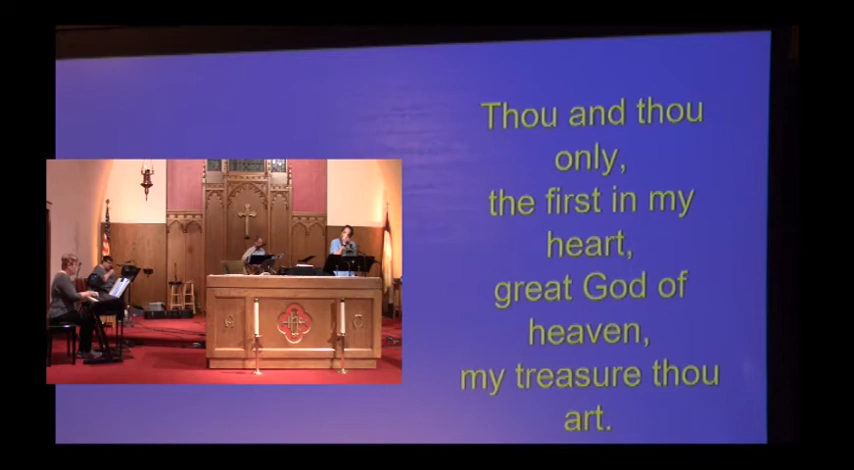 Thou and thou
only,
the first in my
heart,
great God of
heaven,
my treasure thou
art.